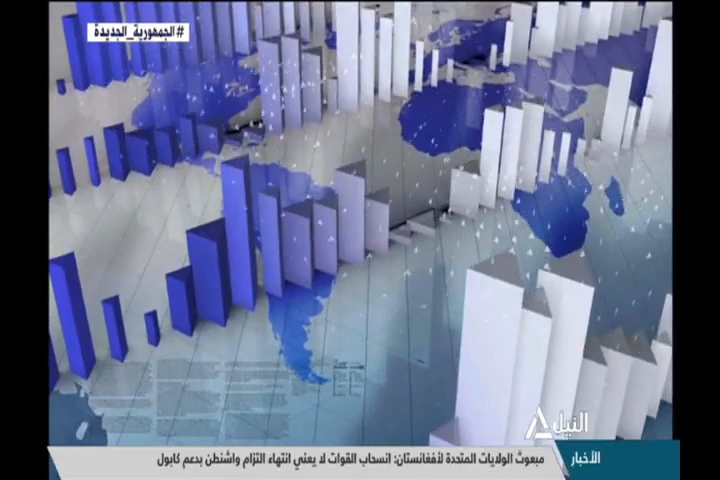 #الجمهورية_الجديدة
النيل
الأخبار
مبعوث الولايات المتحدة لأفغانستان: انسحاب القوات لا يعني انتهاء التزام واشنطن بدعم كابول